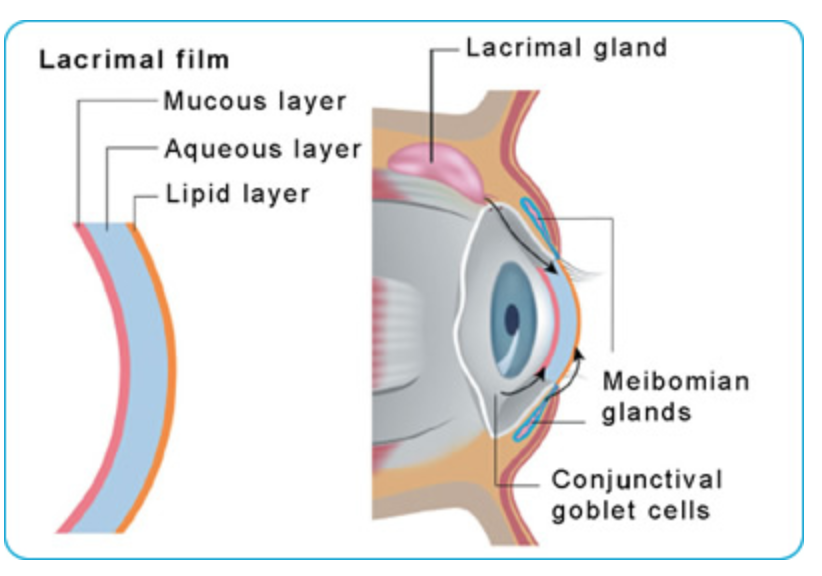 Lacrimal film
Mucous layer
Aqueous layer
Lipid layer
Lacrimal gland
Meibomian
glands
Conjunctival
goblet cells